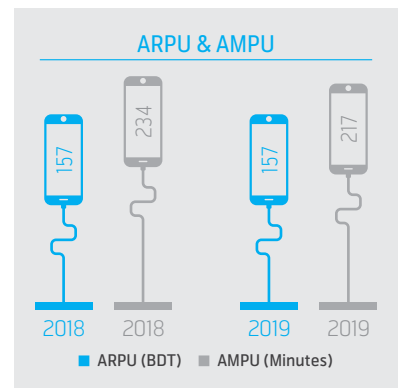 ARPU & AMPU
157
234
157
217
2018
2018
2019
2019
ARPU (BDT)
AMPU (Minutes)